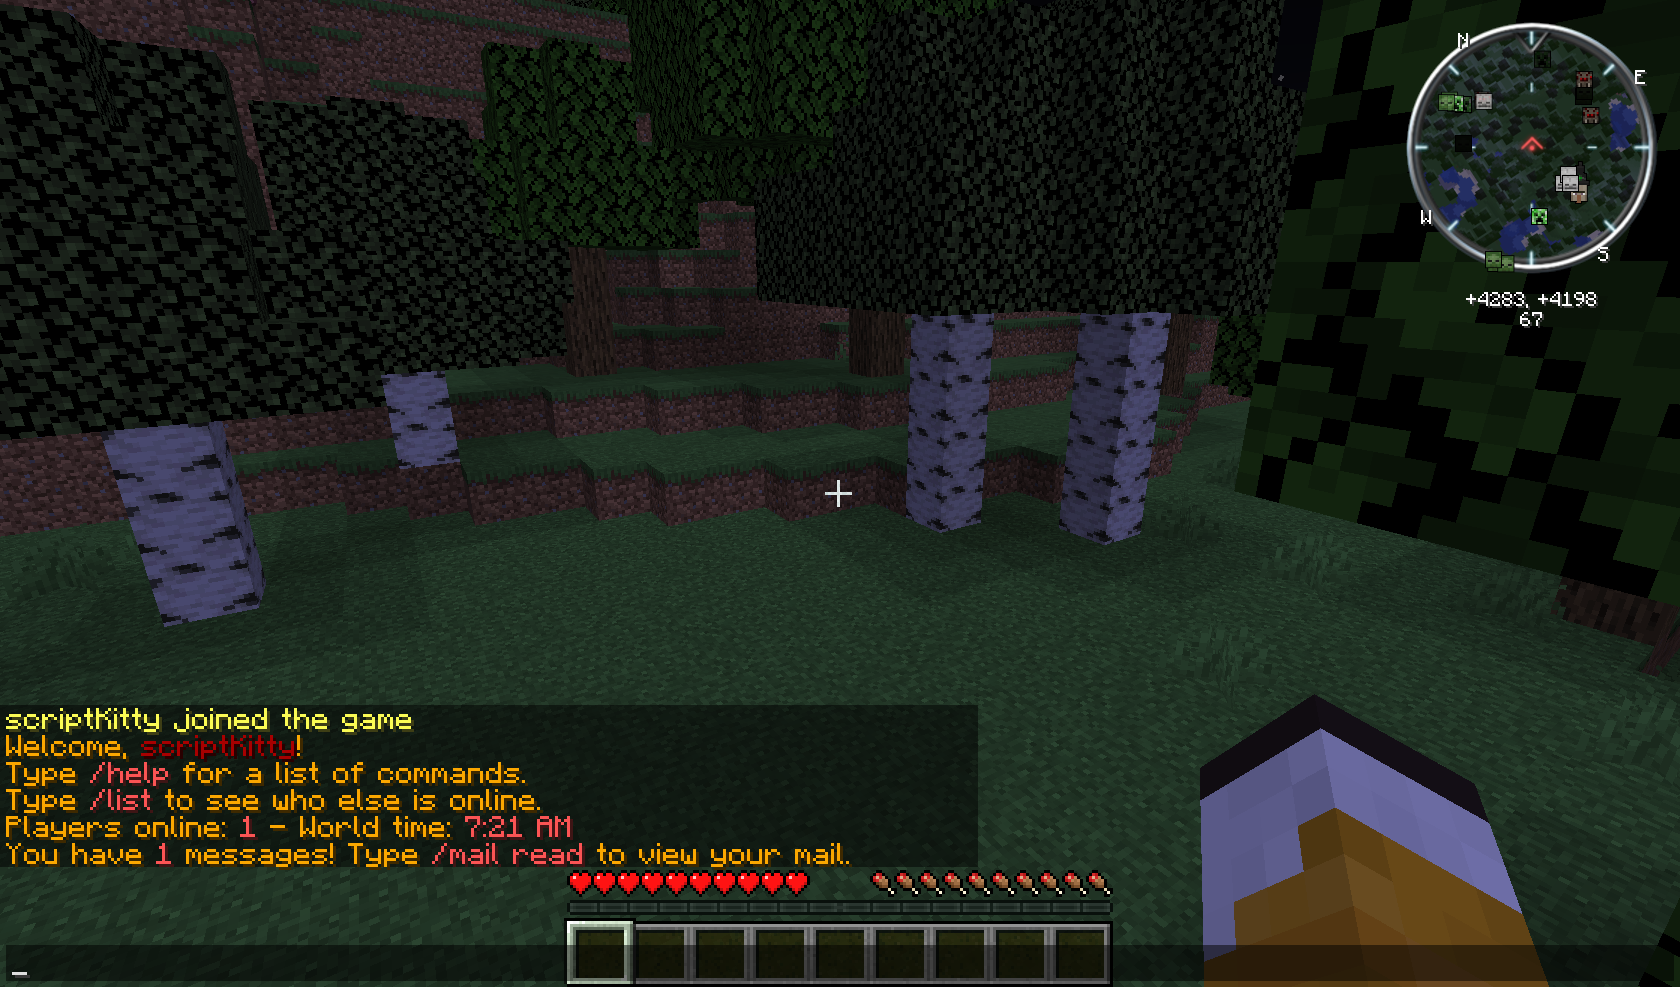 N
E
W
S
+4283, +4198
67
scriptKitty joined the game
Welcome, scriptKitty!
Type /help for a list of commands.
Type /list to see who else is online.
Players online: 1 – World time: 7:21 AM
You have 1 messages! Type /mail read to view your mail.
_